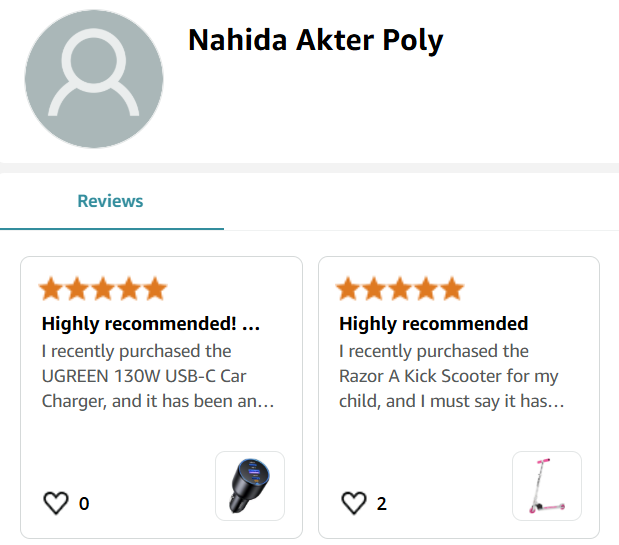 Nahida Akter Poly
Reviews
Highly recommended! ...
I recently purchased the
UGREEN 130W USB-C Car
Charger, and it has been an...
0
Highly recommended
I recently purchased the
Razor A Kick Scooter for my
child, and I must say it has...
2